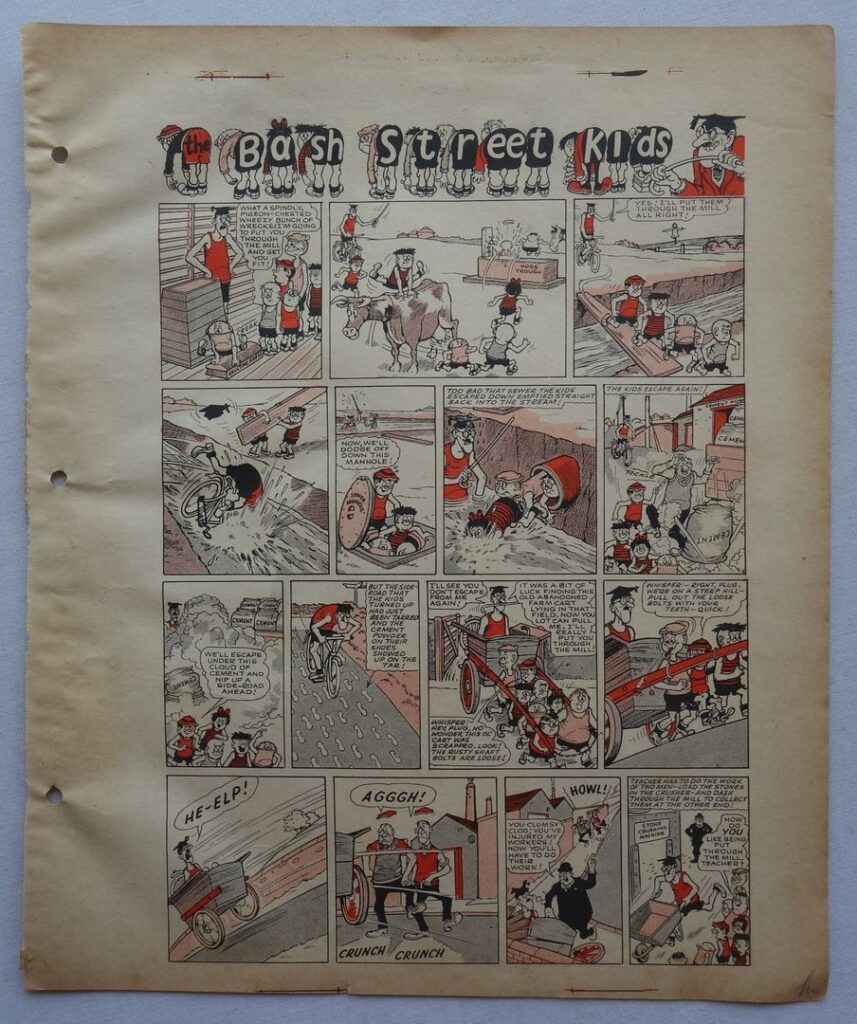 the Bash Street Kids
WHAT A SPINDLY,
PIGEON-CHESTED
WHEEZY BUNCH OF
WRECKS! I'M GOING
TO PUT YOU
THROUGH
THE MILL
AND GET
YOU
FIT!
HOSS
TROUGH
YES! I'LL PUT THEM
THROUGH THE MILL
ALL RIGHT!
NOW, WE'LL
DODGE OFF
DOWN THIS
MANHOLE!
TOO BAD THAT SEWER THE KIDS
ESCAPED DOWN EMPTIED STRAIGHT
BACK INTO THE STREAM!
THE KIDS ESCAPE AGAIN!
CEMENT
CEMENT
CEMENT
CEMENT
CEMENT
WE'LL ESCAPE
UNDER THIS
CLOUD OF
CEMENT AND
NIP UP A
SIDE-ROAD
AHEAD!
BUT THE SIDE-
ROAD THAT
THE KIDS
TURNED UP
HAD JUST
BEEN TARRED
AND THE
CEMENT
POWDER
ON THEIR
SHOES
SHOWED
UP ON THE
TAR!
I'LL SEE YOU
DON'T ESCAPE
FROM ME
AGAIN!
IT WAS A BIT OF
LUCK FINDING THIS
OLD ABANDONED
FARM CART
LYING IN THAT
FIELD. NOW YOU
LOT CAN PULL
ME. I'LL
REALLY
PUT YOU
THROUGH
THE MILL!
WHISPER—
HEY, PLUG, NO
WONDER THIS OL'
CART WAS
SCRAPPED. LOOK!
THE RUSTY SHAFT
BOLTS ARE LOOSE!
WHISPER — RIGHT, PLUG.
WE'RE ON A STEEP HILL—
PULL OUT THE LOOSE
BOLTS WITH YOUR
TEETH — QUICK!
HE-ELP!
AGGGH!
CRUNCH CRUNCH
HOWL!
YOU CLUMSY
CLOD! YOU'VE
INJURED MY
WORKERS!
NOW YOU'LL
HAVE TO DO
THEIR
WORK!
TEACHER HAS TO DO THE WORK
OF TWO MEN—LOAD THE STONES
IN THE CRUSHER—AND DASH
THROUGH THE MILL TO COLLECT
THEM AT THE OTHER END!
STONE
CRUSHING
MACHINE
HOW
DO
YOU
LIKE BEING
PUT
THROUGH
THE MILL,
TEACHER?